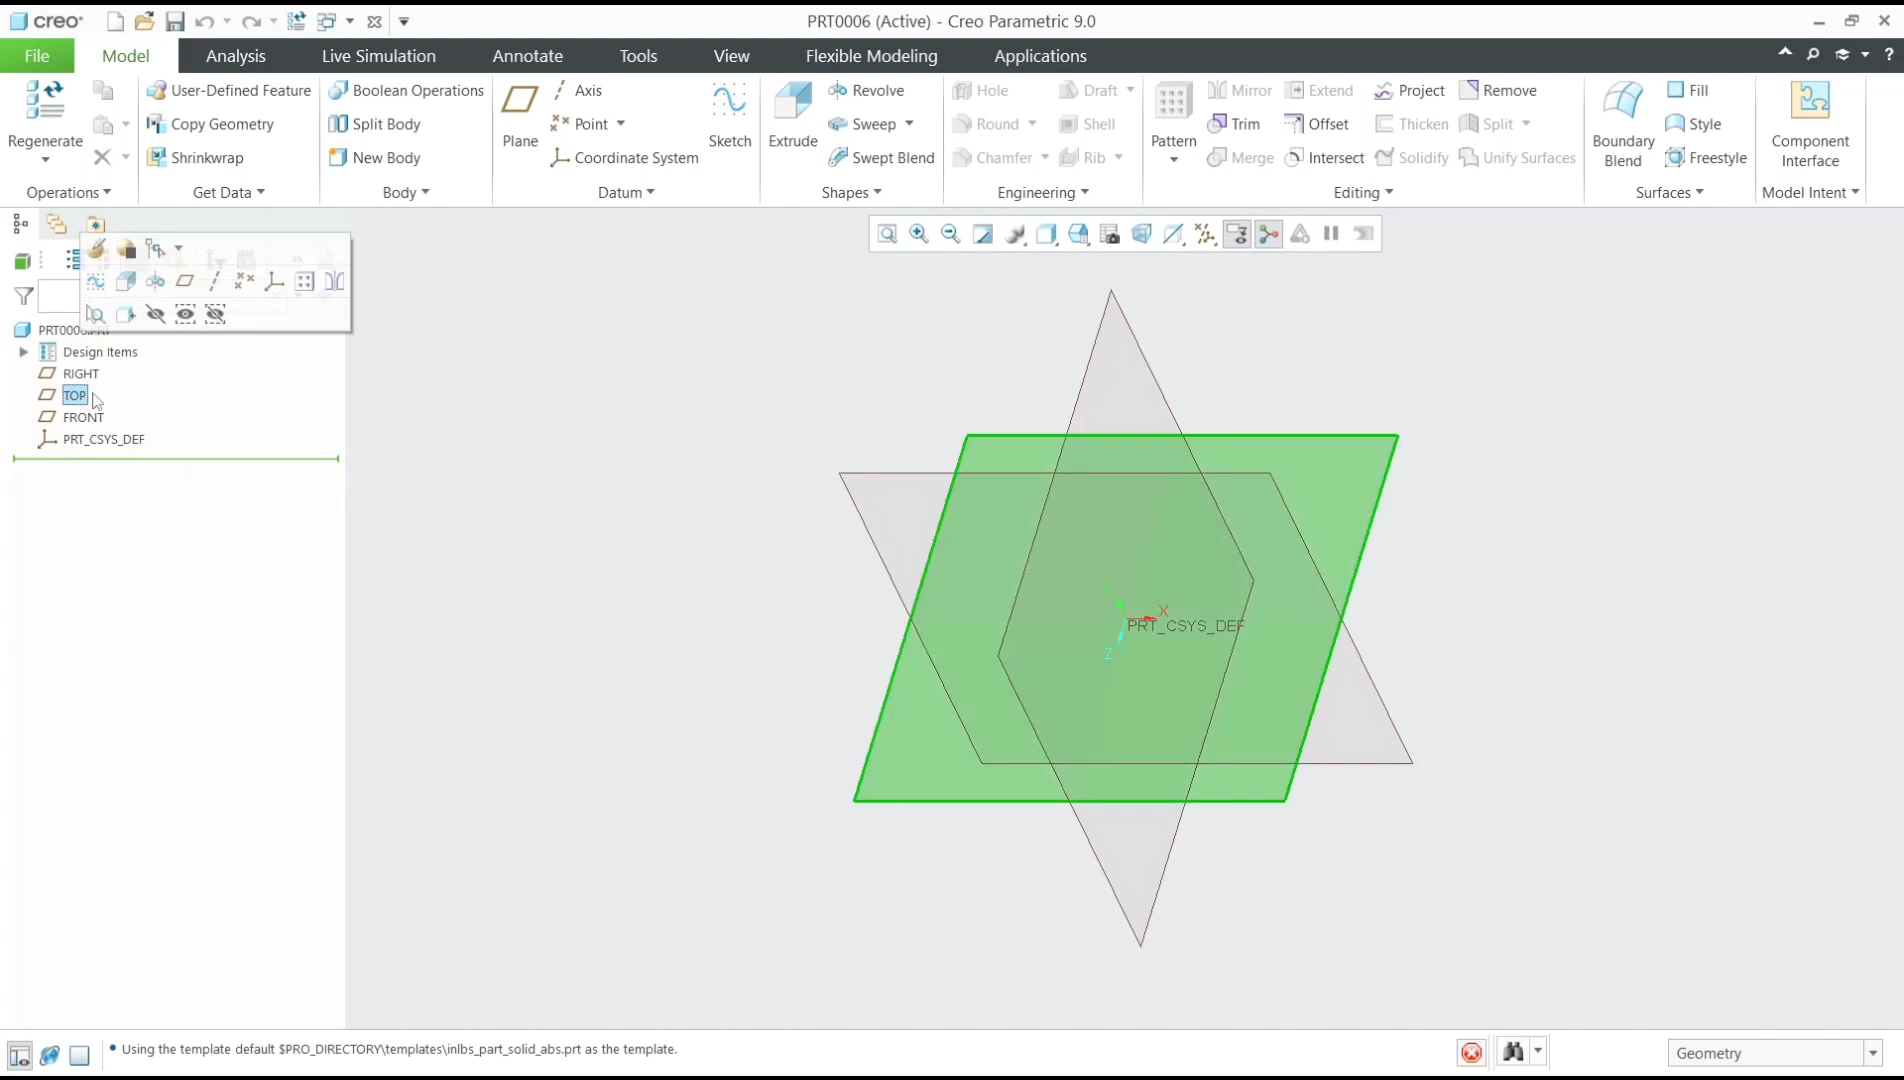 creo®
PRT0006 (Active) - Creo Parametric 9.0
File Model Analysis Live Simulation Annotate Tools View Flexible Modeling Applications
?
Regenerate
User-Defined Feature
Copy Geometry
Shrinkwrap
Boolean Operations
Split Body
New Body
Plane
Axis
Point
Coordinate System
Sketch
Extrude
Revolve
Sweep
Swept Blend
Hole
Round
Chamfer
Draft
Shell
Rib
Pattern
Mirror
Trim
Merge
Extend
Offset
Intersect
Project
Thicken
Solidify
Remove
Split
Unify Surfaces
Boundary
Blend
Fill
Style
Freestyle
Component
Interface
Operations Get Data Body Datum Shapes Engineering Editing Surfaces Model Intent
PRT0006.PRT
Design Items
RIGHT
TOP
FRONT
PRT_CSYS_DEF
X
PRT_CSYS_DEF
Z
Using the template default $PRO_DIRECTORY\templates\inlbs_part_solid_abs.prt as the template.
Geometry